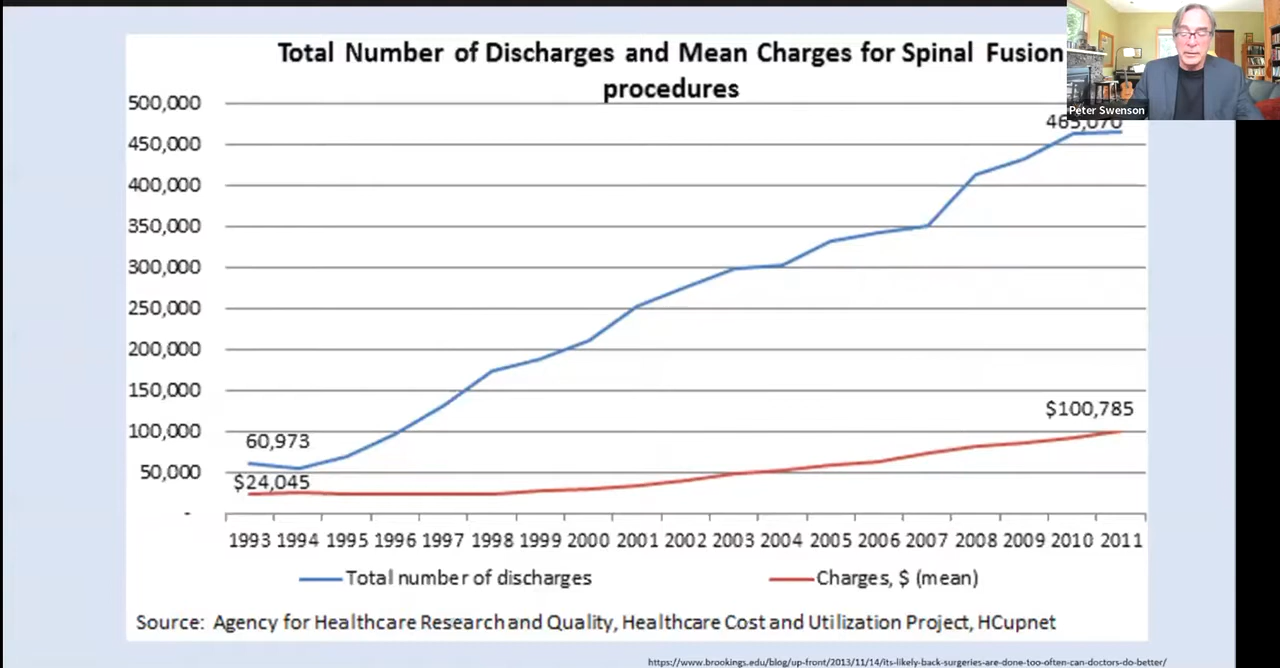 Total Number of Discharges and Mean Charges for Spinal Fusion
procedures
Peter Swenson
500,000
465,070
450,000
400,000
350,000
300,000
250,000
200,000
150,000
$100,785
100,000
60,973
50,000
$24,045
-
1993 1994 1995 1996 1997 1998 1999 2000 2001 2002 2003 2004 2005 2006 2007 2008 2009 2010 2011
Total number of discharges
Charges, $ (mean)
Source: Agency for Healthcare Research and Quality, Healthcare Cost and Utilization Project, HCupnet
https://www.brookings.edu/blog/up-front/2013/11/14/its-likely-back-surgeries-are-done-too-often-can-doctors-do-better/